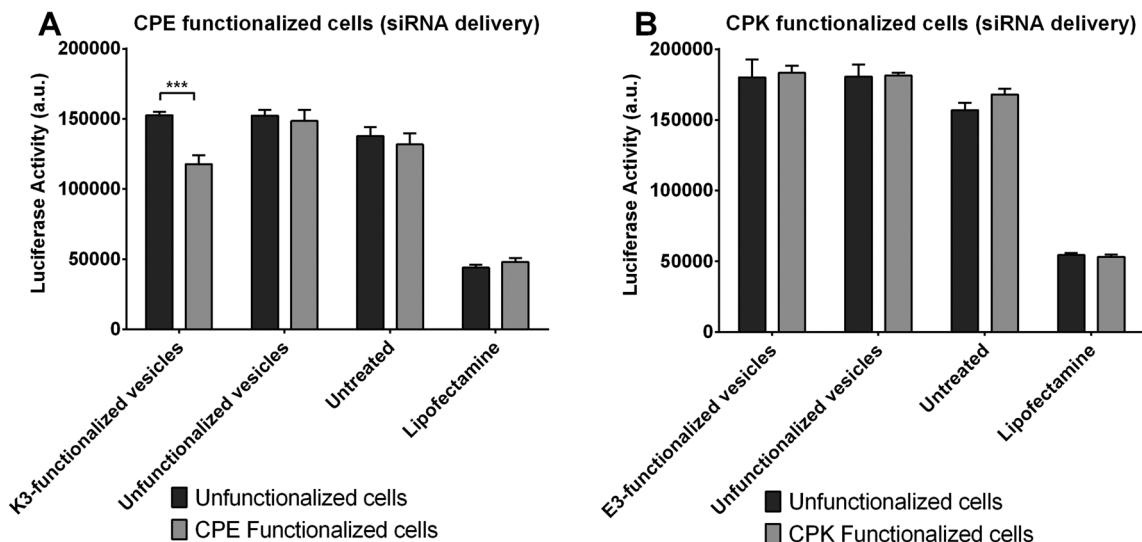 A
CPE functionalized cells (siRNA delivery)
200000
150000
100000
50000
0
Luciferase Activity (a.u.)
***
K3-functionalized vesicles
Unfunctionalized vesicles
Untreated
Lipofectamine
Unfunctionalized cells
CPE Functionalized cells
B
CPK functionalized cells (siRNA delivery)
200000
150000
100000
50000
0
Luciferase Activity (a.u.)
E3-functionalized vesicles
Unfunctionalized vesicles
Untreated
Lipofectamine
Unfunctionalized cells
CPK Functionalized cells